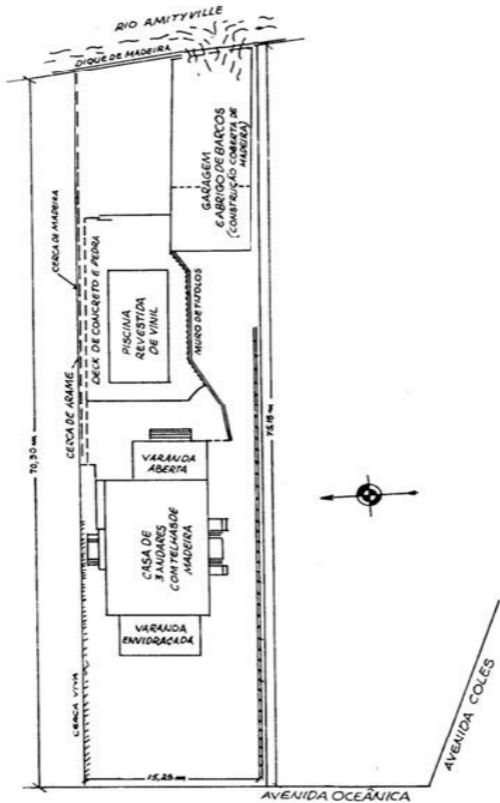 RIO AMITYVILLE
DIQUE DE MADEIRA
CERCA DE MADEIRA
GARAGEM
E ABRIGO DE BARCOS
(CONSTRUÇÃO COBERTA DE
MADEIRA)
DECK DE CONCRETO E PEDRA
PISCINA
REVESTIDA
DE VINIL
MURO DE TIJOLOS
CERCA DE ARAME
70,30 m
75,15 m
VARANDA
ABERTA
CASA DE
3 ANDARES
COM TELHAS DE
MADEIRA
VARANDA
ENVIDRAÇADA
CERCA VIVA
15,25 m
AVENIDA COLES
AVENIDA OCEÂNICA